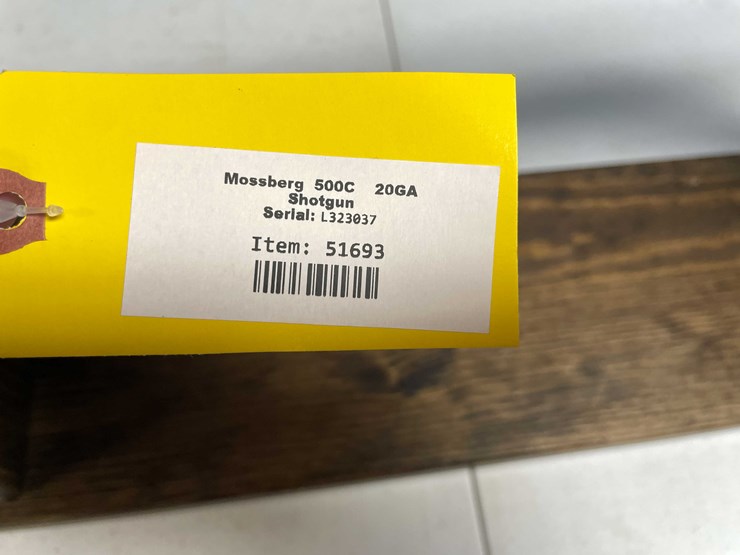 Mossberg 500C 20GA
Shotgun
Serial: L323037
Item: 51693